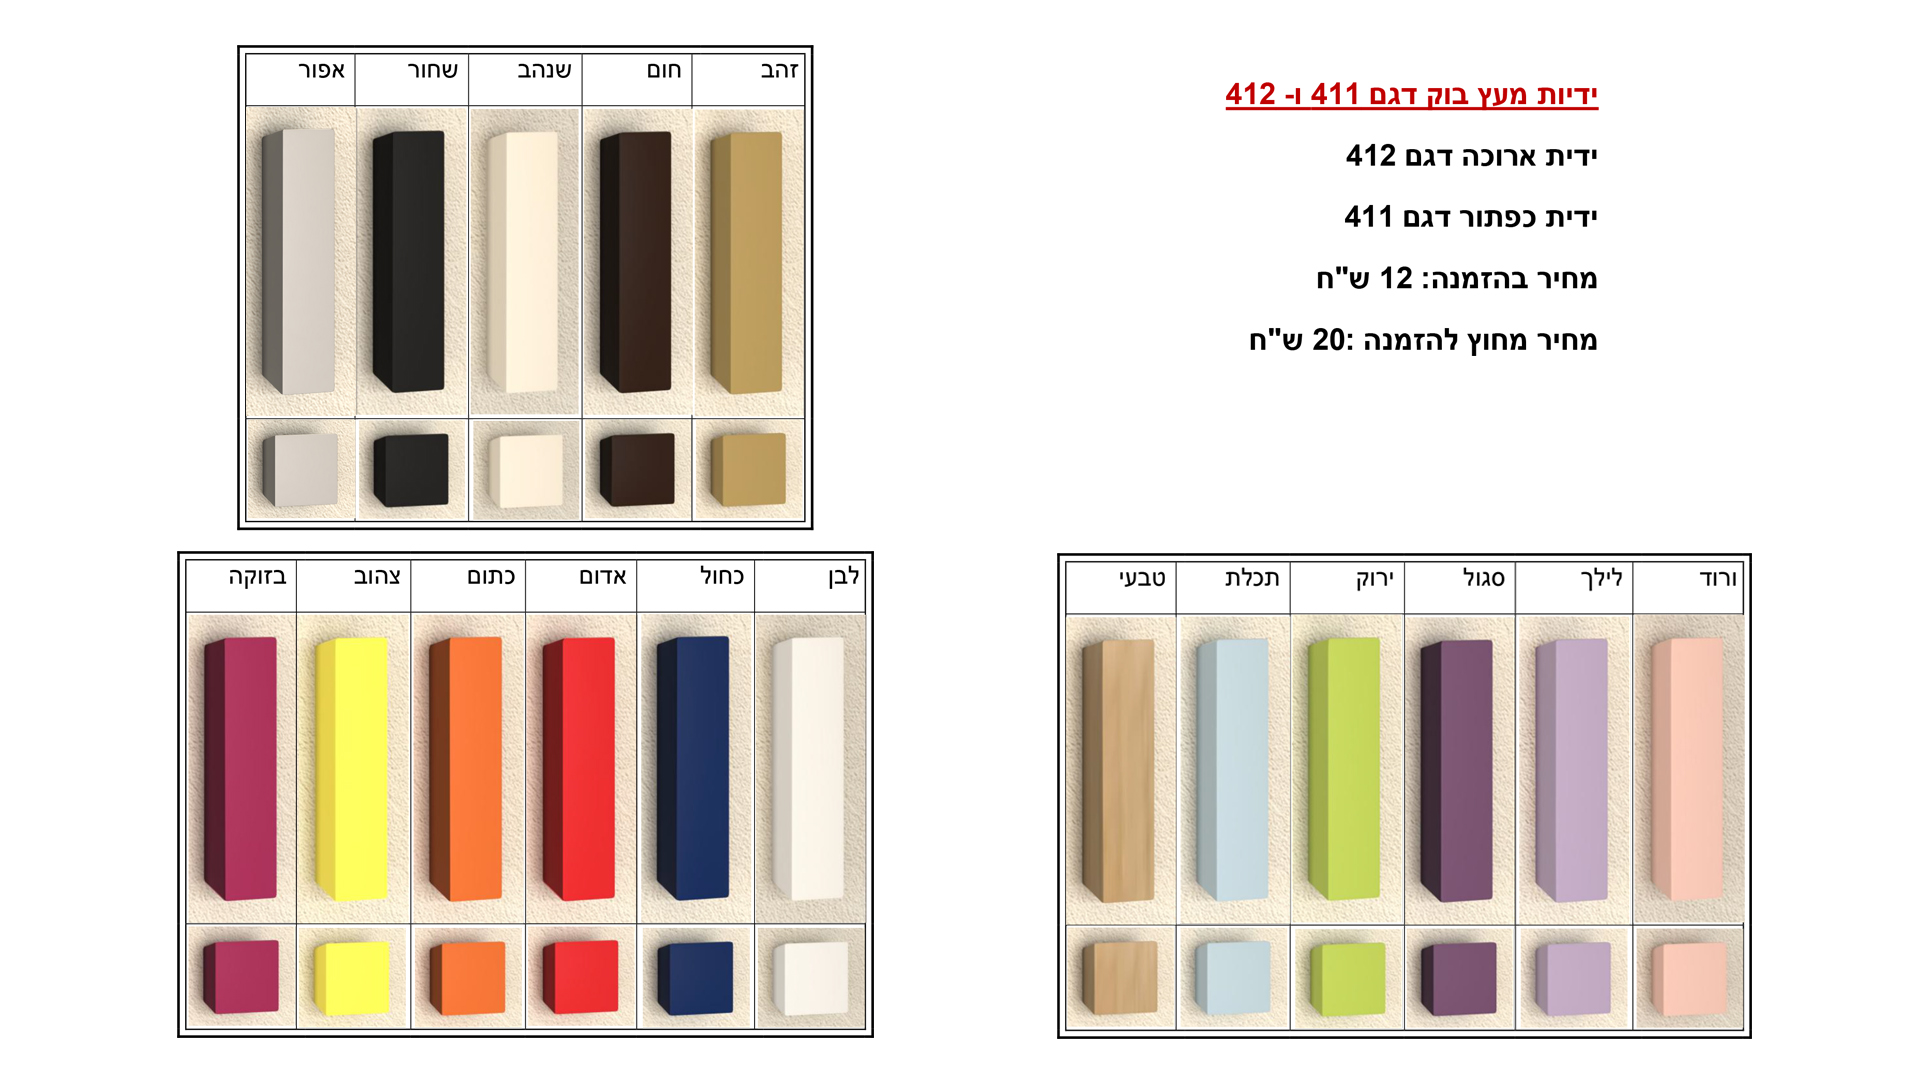 ידיות מעץ בוק דגם 411 ו- 412
ידית ארוכה דגם 412
ידית כפתור דגם 411
מחיר בהזמנה: 12 ש"ח
מחיר מחוץ להזמנה :20 ש"ח
זהב חום שנהב שחור אפור
ורוד לילך סגול ירוק תכלת טבעי
לבן כחול אדום כתום צהוב בזוקה